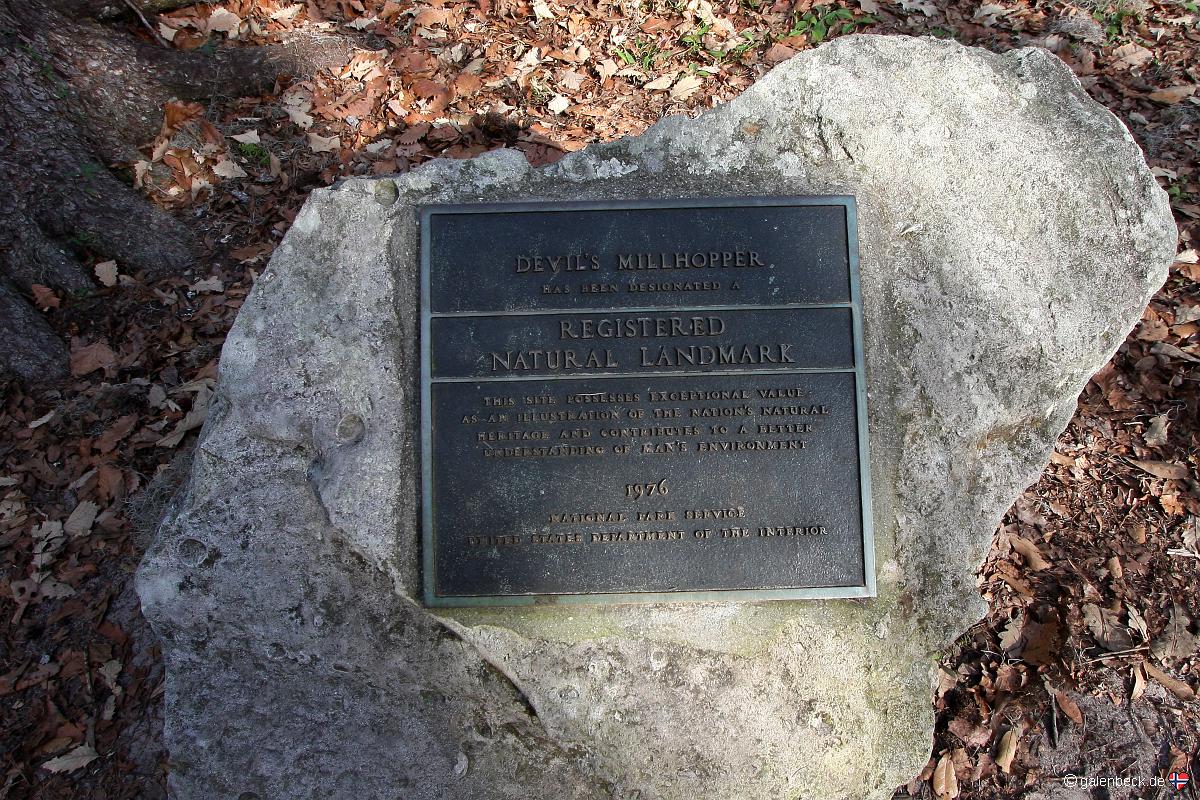 DEVIL'S MILLHOPPER
HAS BEEN DESIGNATED A
REGISTERED
NATURAL LANDMARK
THIS SITE POSSESSES EXCEPTIONAL VALUE
AS AN ILLUSTRATION OF THE NATION'S NATURAL
HERITAGE AND CONTRIBUTES TO A BETTER
UNDERSTANDING OF MAN'S ENVIRONMENT
1976
NATIONAL PARK SERVICE
UNITED STATES DEPARTMENT OF THE INTERIOR
© galenbeck.de